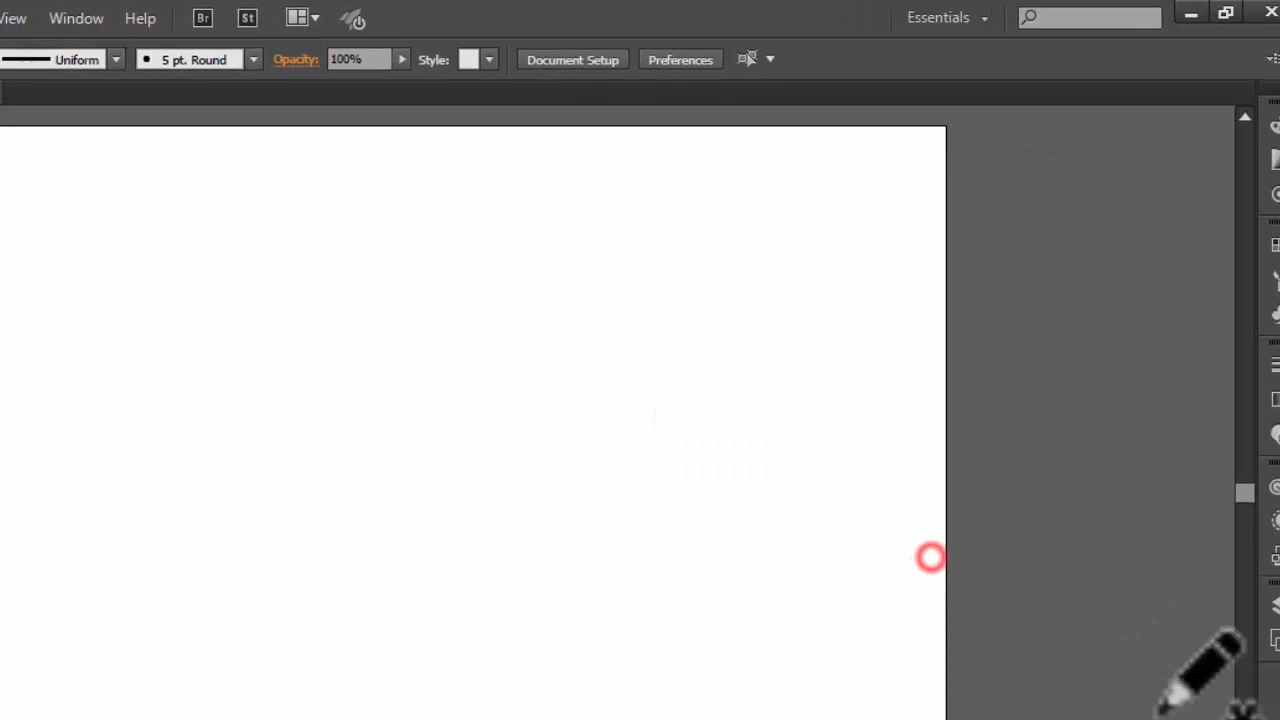 View Window Help Br St Essentials
Uniform 5 pt. Round Opacity: 100% Style: Document Setup Preferences